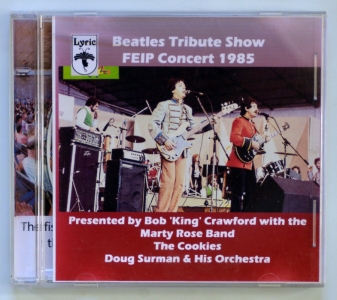 Lyric
Beatles Tribute Show
FEIP Concert 1985
Presented by Bob 'King' Crawford with the
Marty Rose Band
The Cookies
Doug Surman & His Orchestra
The fis
t